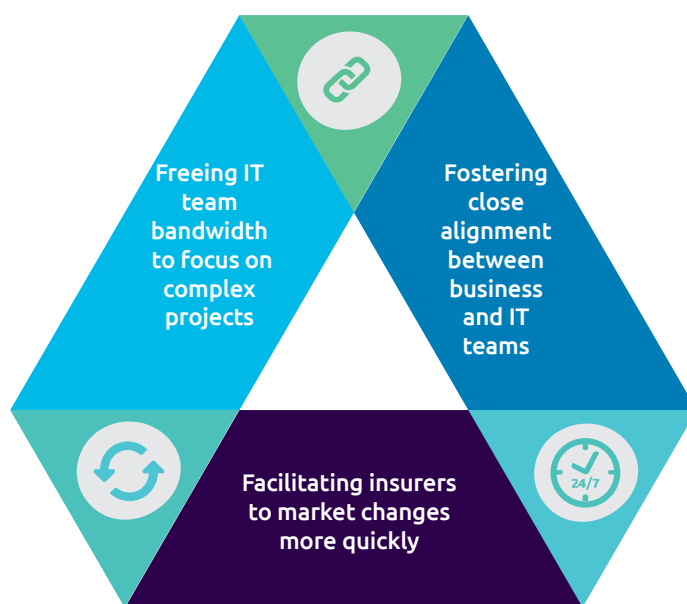 Freeing IT
team
bandwidth
to focus on
complex
projects
Fostering
close
alignment
between
business
and IT
teams
24/7
Facilitating insurers
to market changes
more quickly